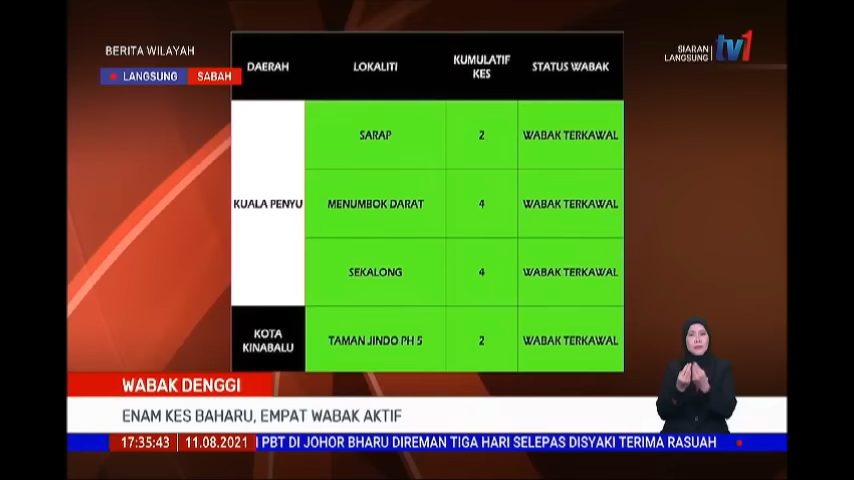 BERITA WILAYAH
LANGSUNG SABAH
SIARAN
LANGSUNG
tv1
DAERAH LOKALITI KUMULATIF KES STATUS WABAK
KUALA PENYU
SARAP 2 WABAK TERKAWAL
MENUMBOK DARAT 4 WABAK TERKAWAL
SEKALONG 4 WABAK TERKAWAL
KOTA KINABALU
TAMAN JINDO PH 5 2 WABAK TERKAWAL
WABAK DENGGI
ENAM KES BAHARU, EMPAT WABAK AKTIF
17:35:43 11.08.2021 PBT DI JOHOR BHARU DIREMAN TIGA HARI SELEPAS DISYAKI TERIMA RASUAH